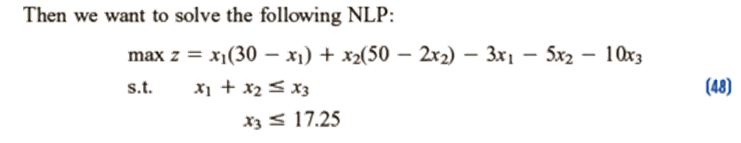 Then we want to solve the following NLP:
max z = x₁(30 − x₁) + x₂(50 − 2x₂) − 3x₁ − 5x₂ − 10x₃
s.t. x₁ + x₂ ≤ x₃ (48)
x₃ ≤ 17.25